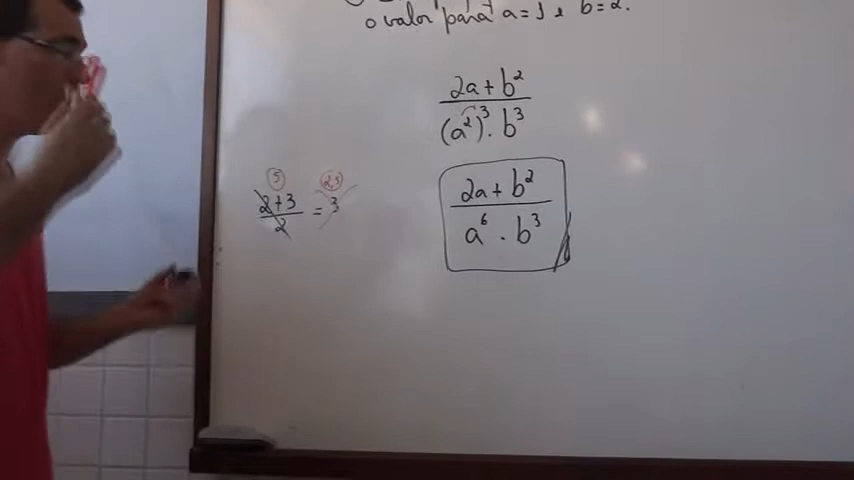 o valor para a=1 e b=2.
2a+b²
(a²)³.b³
2a+b²
a⁶.b³
5
2,5
2+3
2
=3